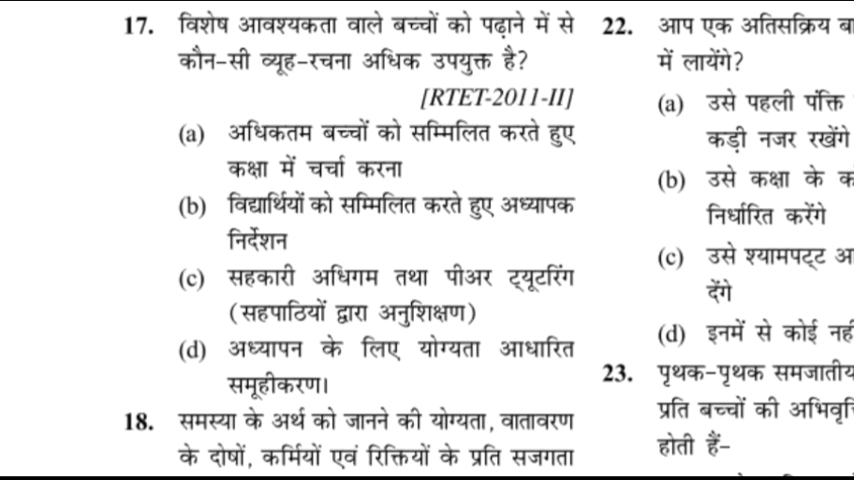 17. विशेष आवश्यकता वाले बच्चों को पढ़ाने में से
कौन-सी व्यूह-रचना अधिक उपयुक्त है?
[RTET-2011-II]
(a) अधिकतम बच्चों को सम्मिलित करते हुए
कक्षा में चर्चा करना
(b) विद्यार्थियों को सम्मिलित करते हुए अध्यापक
निर्देशन
(c) सहकारी अधिगम तथा पीअर ट्यूटरिंग
(सहपाठियों द्वारा अनुशिक्षण)
(d) अध्यापन के लिए योग्यता आधारित
समूहीकरण।
18. समस्या के अर्थ को जानने की योग्यता, वातावरण
के दोषों, कर्मियों एवं रिक्तियों के प्रति सजगता
22. आप एक अतिसक्रिय
में लायेंगे?
(a) उसे पहली पंक्ति
कड़ी नजर रखेंगे
(b) उसे कक्षा के
निर्धारित करेंगे
(c) उसे श्यामपट्ट
देंगे
(d) इनमें से कोई
23. पृथक-पृथक समजातीय
प्रति बच्चों की
होती हैं-